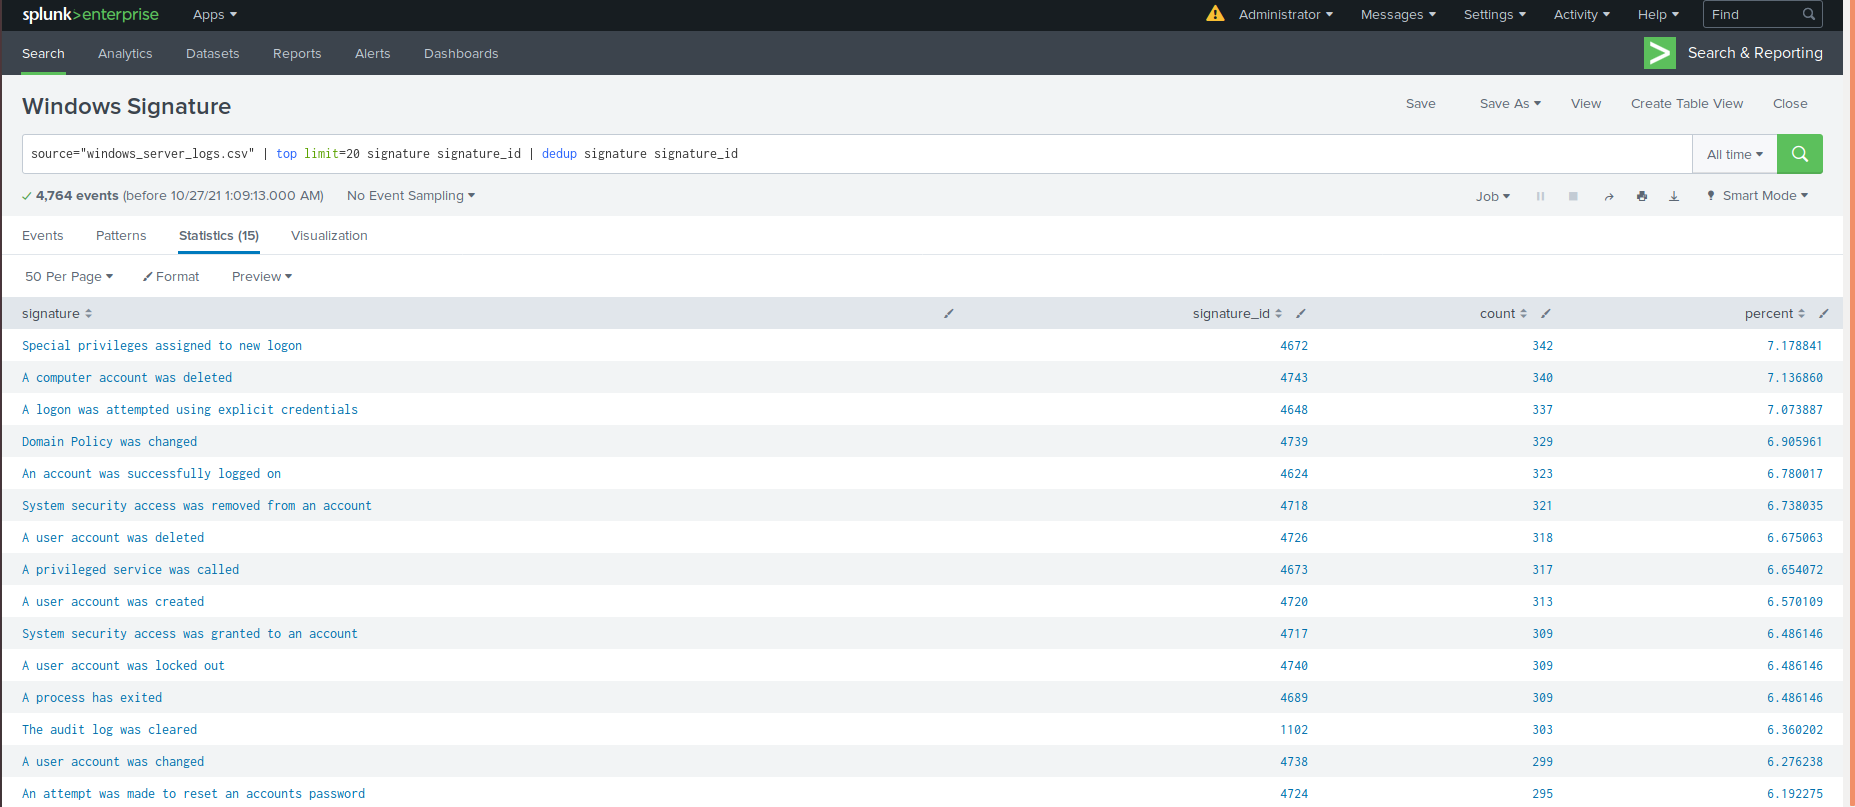 splunk>enterprise Apps Administrator Messages Settings Activity Help Find
Search Analytics Datasets Reports Alerts Dashboards Search & Reporting
Windows Signature Save Save As View Create Table View Close
source="windows_server_logs.csv" | top limit=20 signature signature_id | dedup signature signature_id All time
4,764 events (before 10/27/21 1:09:13.000 AM) No Event Sampling Job Smart Mode
Events Patterns Statistics (15) Visualization
50 Per Page Format Preview
signature signature_id count percent
Special privileges assigned to new logon 4672 342 7.178841
A computer account was deleted 4743 340 7.136860
A logon was attempted using explicit credentials 4648 337 7.073887
Domain Policy was changed 4739 329 6.905961
An account was successfully logged on 4624 323 6.780017
System security access was removed from an account 4718 321 6.738035
A user account was deleted 4726 318 6.675063
A privileged service was called 4673 317 6.654072
A user account was created 4720 313 6.570109
System security access was granted to an account 4717 309 6.486146
A user account was locked out 4740 309 6.486146
A process has exited 4689 309 6.486146
The audit log was cleared 1102 303 6.360202
A user account was changed 4738 299 6.276238
An attempt was made to reset an accounts password 4724 295 6.192275